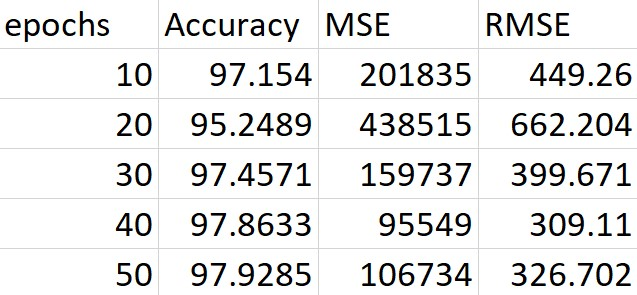 epochs Accuracy MSE RMSE
10 97.154 201835 449.26
20 95.2489 438515 662.204
30 97.4571 159737 399.671
40 97.8633 95549 309.11
50 97.9285 106734 326.702